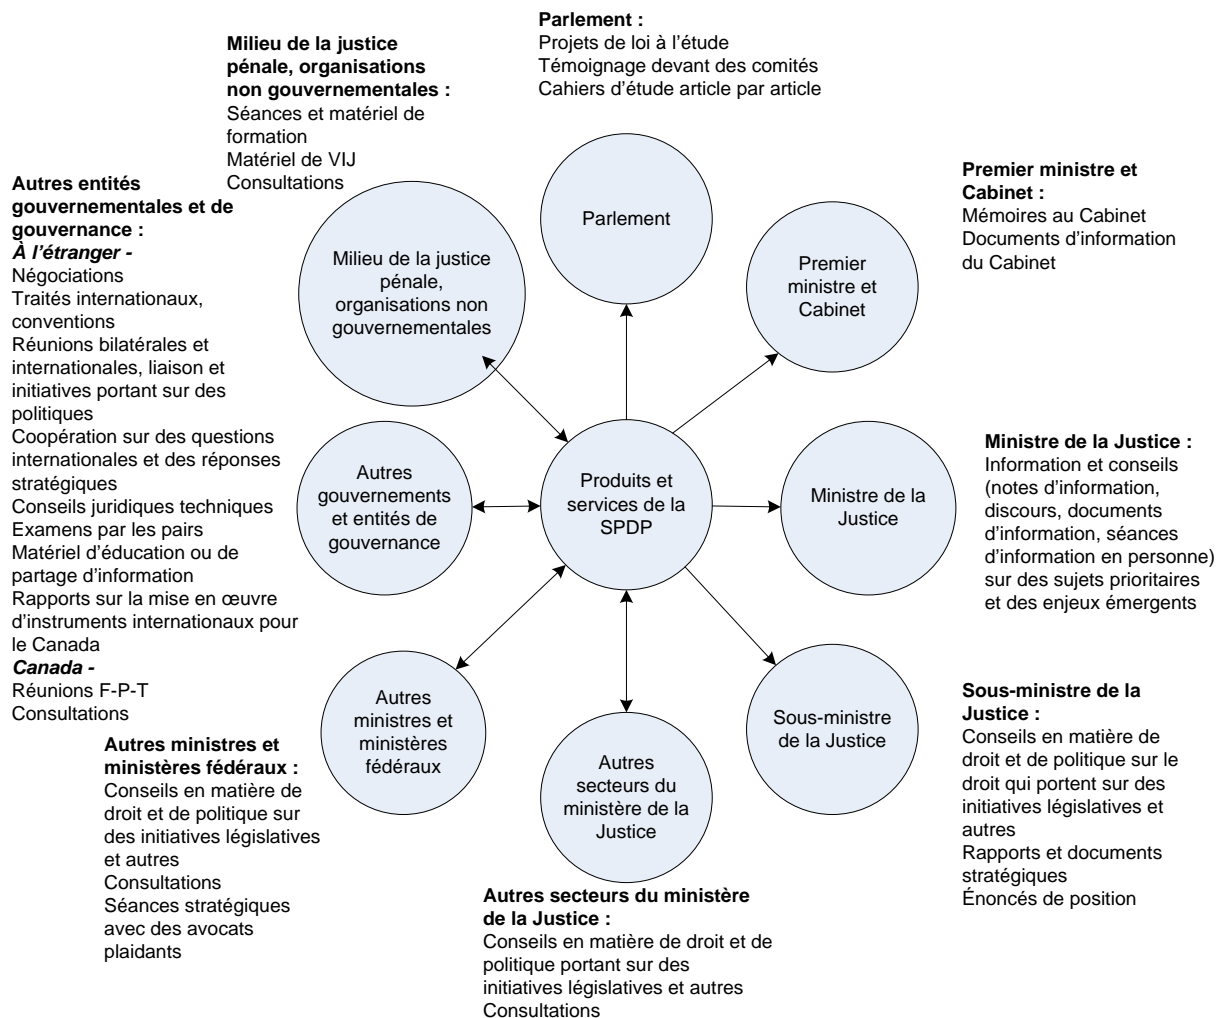 Parlement :
Projets de loi à l'étude
Témoignage devant des comités
Cahiers d'étude article par article
Milieu de la justice
pénale, organisations
non gouvernementales :
Séances et matériel de
formation
Matériel de VIJ
Consultations
Premier ministre et
Cabinet :
Mémoires au Cabinet
Documents d'information
du Cabinet
Autres entités
gouvernementales et de
gouvernance :
À l'étranger -
Négociations
Traités internationaux,
conventions
Réunions bilatérales et
internationales, liaison et
initiatives portant sur des
politiques
Coopération sur des questions
internationales et des réponses
stratégiques
Conseils juridiques techniques
Examens par les pairs
Matériel d'éducation ou de
partage d'information
Rapports sur la mise en œuvre
d'instruments internationaux pour
le Canada
Canada -
Réunions F-P-T
Consultations
Parlement
Milieu de la justice
pénale,
organisations non
gouvernementales
Premier
ministre et
Cabinet
Autres
gouvernements
et entités de
gouvernance
Produits et
services de la
SPDP
Ministre de la
Justice
Ministre de la Justice :
Information et conseils
(notes d'information,
discours, documents
d'information, séances
d'information en personne)
sur des sujets prioritaires
et des enjeux émergents
Autres
ministres et
ministères
fédéraux
Autres
secteurs du
ministère de la
Justice
Sous-ministre
de la Justice
Sous-ministre de la
Justice :
Conseils en matière de
droit et de politique sur le
droit qui portent sur des
initiatives législatives et
autres
Rapports et documents
stratégiques
Énoncés de position
Autres ministres et
ministères fédéraux :
Conseils en matière de
droit et de politique sur
des initiatives législatives
et autres
Consultations
Séances stratégiques
avec des avocats
plaidants
Autres secteurs du ministère
de la Justice :
Conseils en matière de droit et de
politique portant sur des
initiatives législatives et autres
Consultations